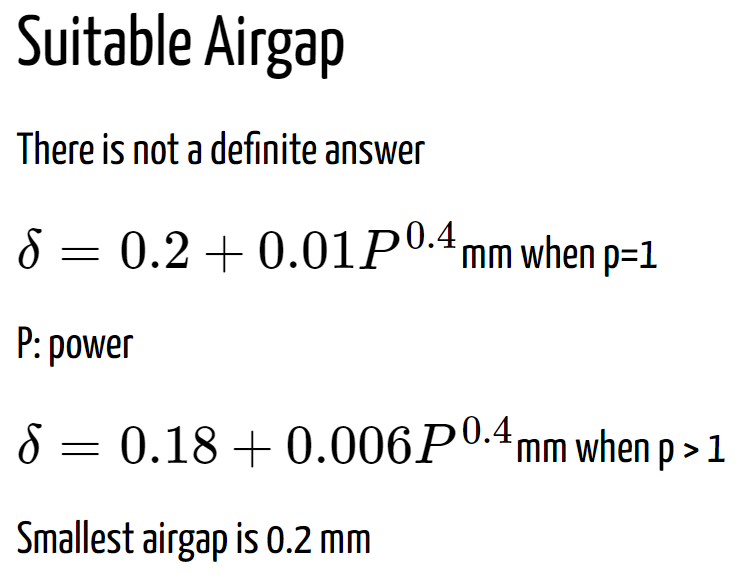 Suitable Airgap
There is not a definite answer
δ = 0.2 + 0.01P^0.4 mm when p=1
P: power
δ = 0.18 + 0.006P^0.4 mm when p > 1
Smallest airgap is 0.2 mm